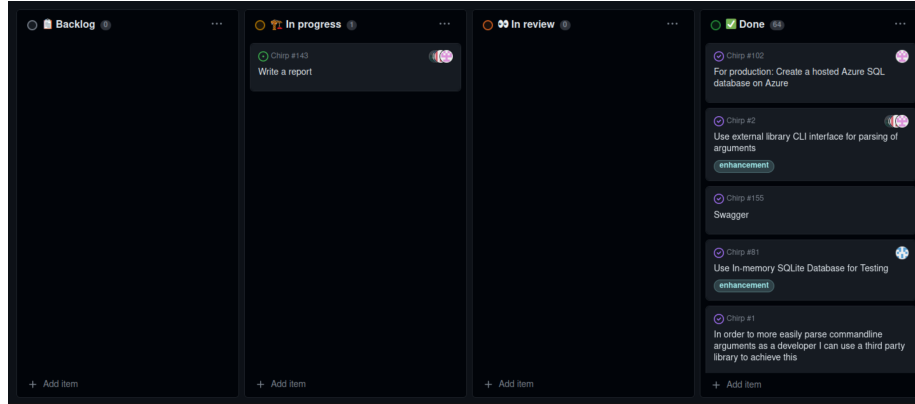 Backlog 0
Chirp #143
Write a report
In progress 1
In review 0
Done 64
Chirp #102
For production: Create a hosted Azure SQL
database on Azure
Chirp #2
Use external library CLI interface for parsing of
arguments
enhancement
Chirp #155
Swagger
Chirp #81
Use In-memory SQLite Database for Testing
enhancement
Chirp #1
In order to more easily parse commandline
arguments as a developer I can use a third party
library to achieve this
+ Add item
+ Add item
+ Add item
+ Add item